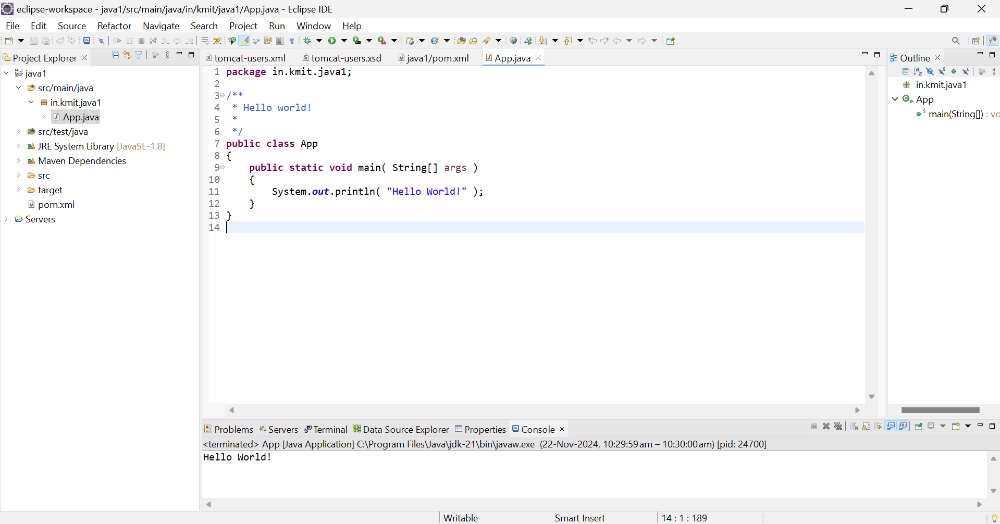 eclipse-workspace - java1/src/main/java/in/kmit/java1/App.java - Eclipse IDE
File Edit Source Refactor Navigate Search Project Run Window Help
Project Explorer
java1
src/main/java
in.kmit.java1
App.java
src/test/java
JRE System Library [JavaSE-1.8]
Maven Dependencies
src
target
pom.xml
Servers
tomcat-users.xml tomcat-users.xsd java1/pom.xml App.java
1 package in.kmit.java1;
2
3 /**
4  * Hello world!
5  *
6  */
7 public class App
8 {
9     public static void main( String[] args )
10     {
11         System.out.println( "Hello World!" );
12     }
13 }
14
Outline
in.kmit.java1
App
main(String[]) : vo
Problems Servers Terminal Data Source Explorer Properties Console
<terminated> App [Java Application] C:\Program Files\Java\jdk-21\bin\javaw.exe (22-Nov-2024, 10:29:59 am – 10:30:00 am) [pid: 24700]
Hello World!
Writable Smart Insert 14 : 1 : 189